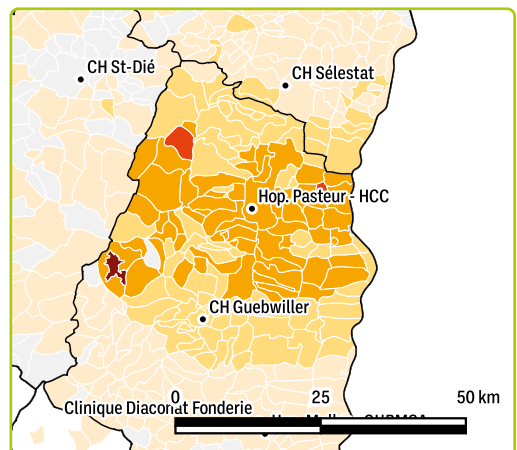 CH St-Dié
CH Sélestat
Hop. Pasteur - HCC
CH Guebwiller
0 25 50 km
Clinique Diaconat Fonderie